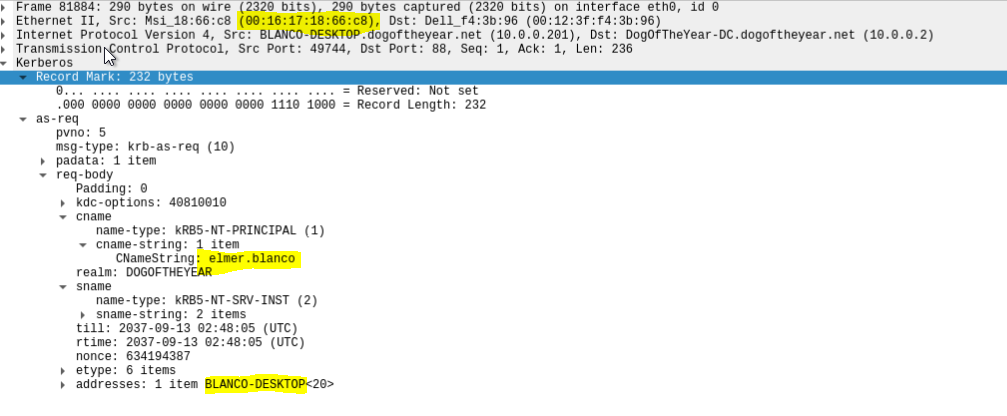 Frame 81884: 290 bytes on wire (2320 bits), 290 bytes captured (2320 bits) on interface eth0, id 0
Ethernet II, Src: Msi_18:66:c8 (00:16:17:18:66:c8), Dst: Dell_f4:3b:96 (00:12:3f:f4:3b:96)
Internet Protocol Version 4, Src: BLANCO-DESKTOP.dogoftheyear.net (10.0.0.201), Dst: DogOfTheYear-DC.dogoftheyear.net (10.0.0.2)
Transmission Control Protocol, Src Port: 49744, Dst Port: 88, Seq: 1, Ack: 1, Len: 236
Kerberos
Record Mark: 232 bytes
0... .... .... .... .... .... .... .... = Reserved: Not set
.000 0000 0000 0000 0000 0000 1110 1000 = Record Length: 232
as-req
pvno: 5
msg-type: krb-as-req (10)
padata: 1 item
req-body
Padding: 0
kdc-options: 40810010
cname
name-type: kRB5-NT-PRINCIPAL (1)
cname-string: 1 item
CNameString: elmer.blanco
realm: DOGOFTHEYEAR
sname
name-type: kRB5-NT-SRV-INST (2)
sname-string: 2 items
till: 2037-09-13 02:48:05 (UTC)
rtime: 2037-09-13 02:48:05 (UTC)
nonce: 634194387
etype: 6 items
addresses: 1 item BLANCO-DESKTOP<20>